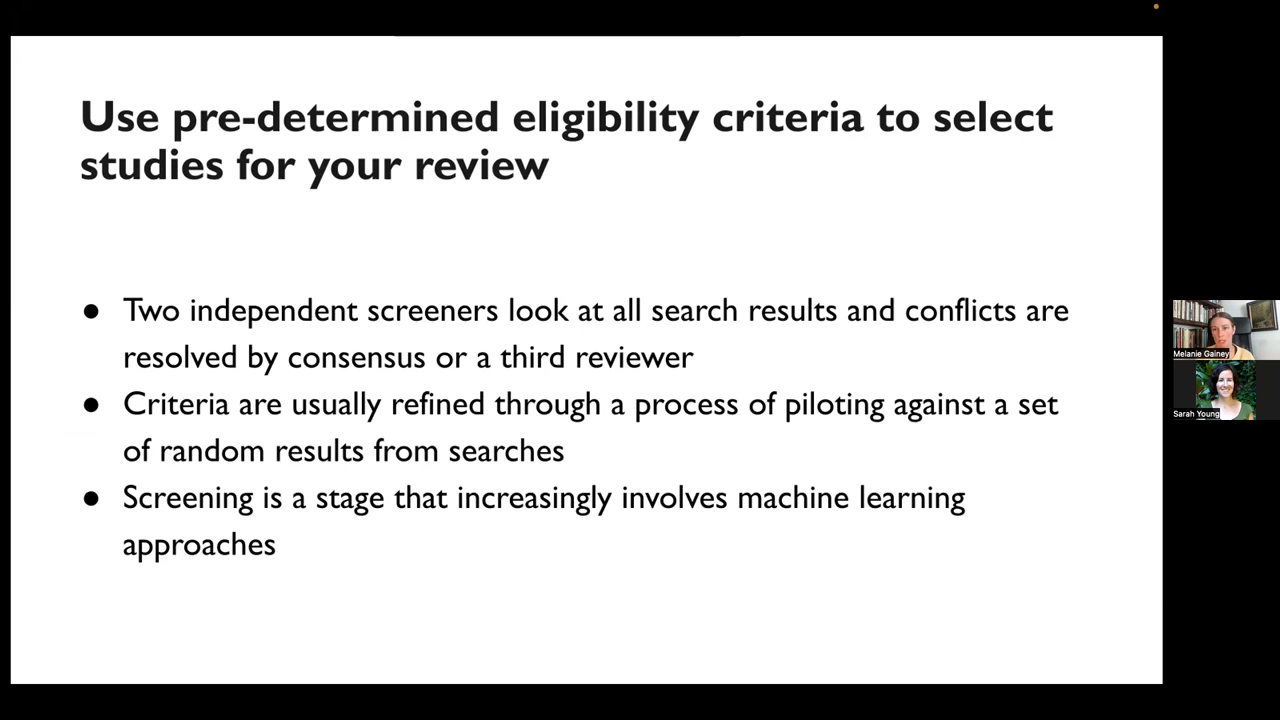 Use pre-determined eligibility criteria to select
studies for your review
● Two independent screeners look at all search results and conflicts are
resolved by consensus or a third reviewer
● Criteria are usually refined through a process of piloting against a set
of random results from searches
● Screening is a stage that increasingly involves machine learning
approaches
Melanie Gainey
Sarah Young